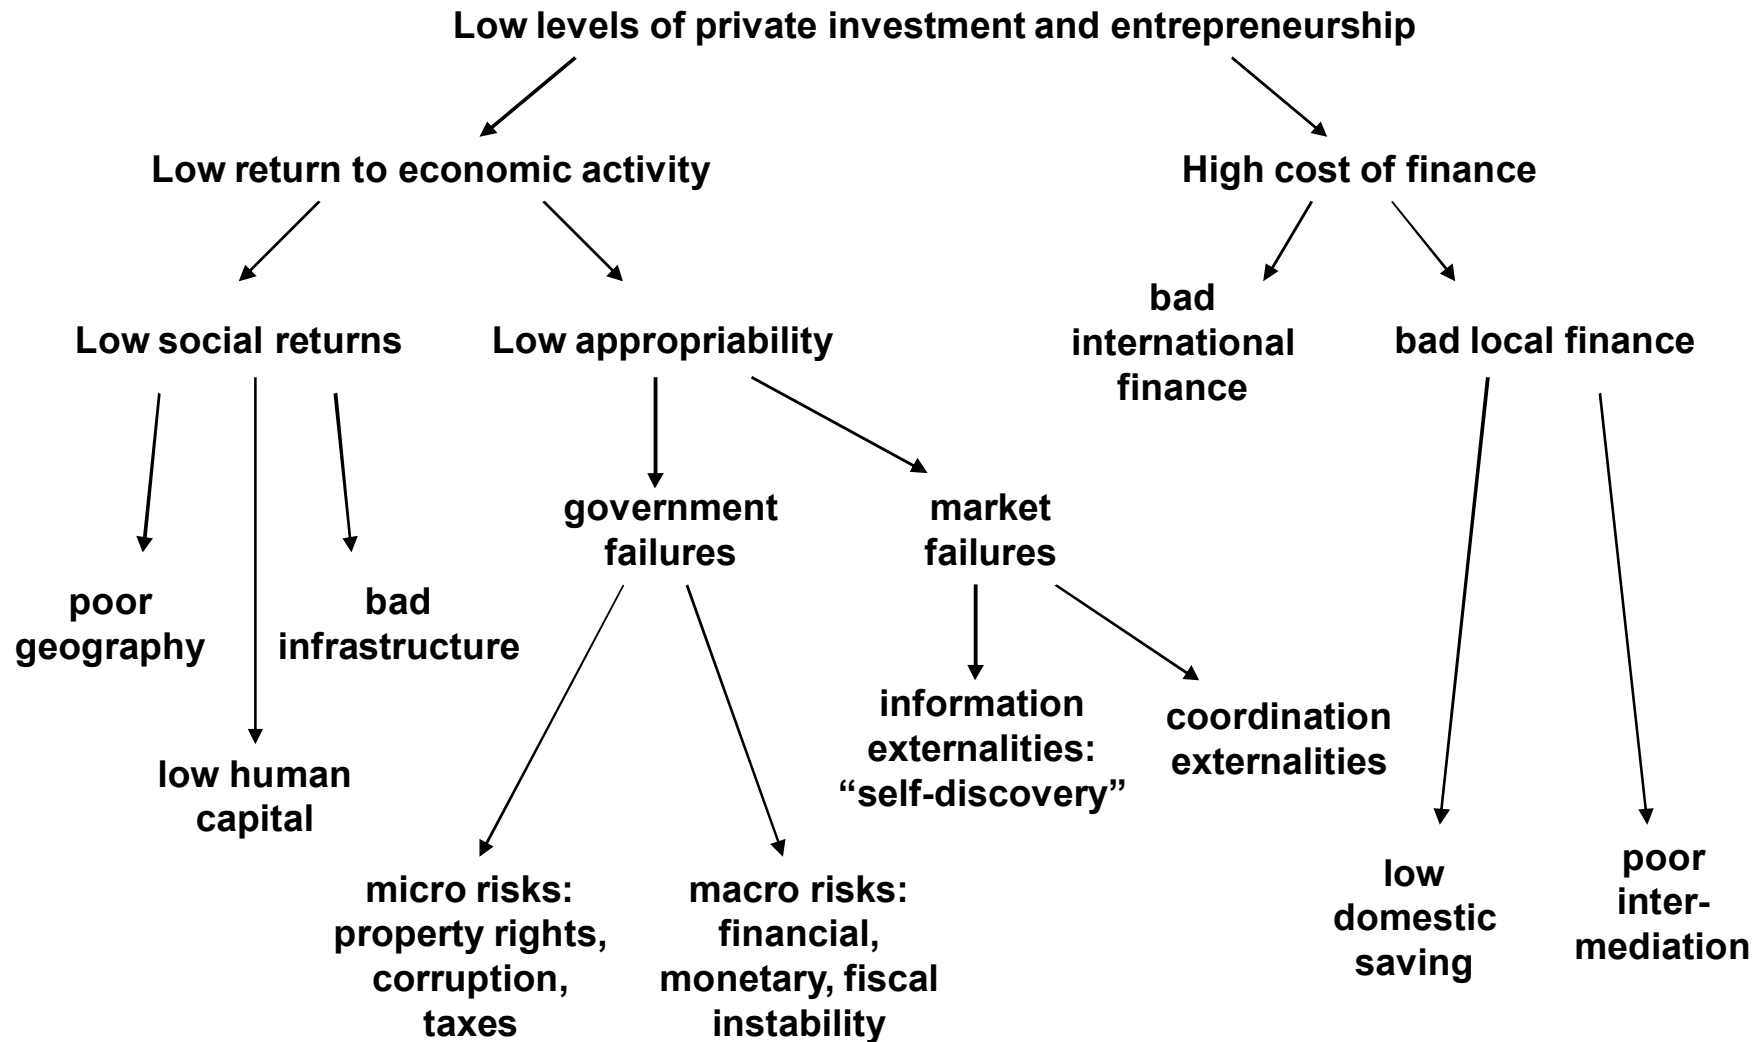 Low levels of private investment and entrepreneurship
Low return to economic activity
High cost of finance
Low social returns
Low appropriability
bad
international
finance
bad local finance
government
failures
market
failures
poor
geography
bad
infrastructure
low human
capital
information
externalities:
“self-discovery”
coordination
externalities
micro risks:
property rights,
corruption,
taxes
macro risks:
financial,
monetary, fiscal
instability
low
domestic
saving
poor
inter-
mediation